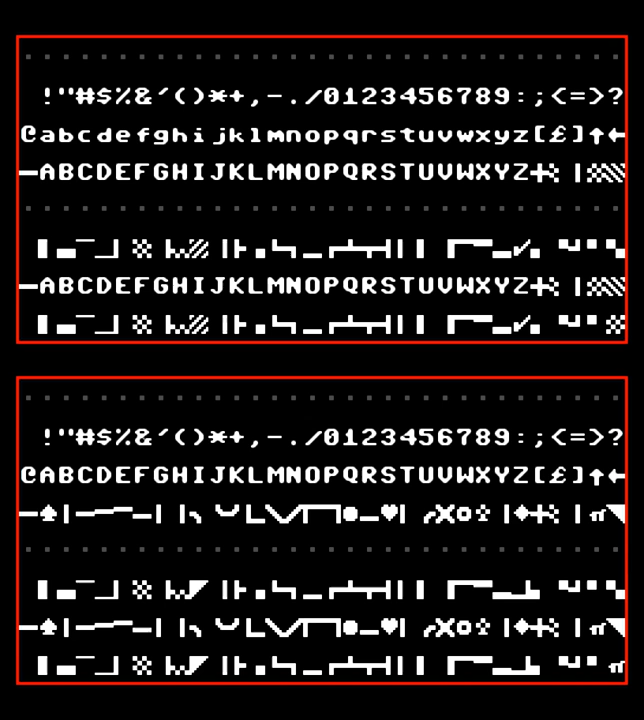 !"#$%&'()*+,-./0123456789:;<=>?
@abcdefghijklmnopqrstuvwxyz[£]↑←
─ABCDEFGHIJKLMNOPQRSTUVWXYZ┼
─ABCDEFGHIJKLMNOPQRSTUVWXYZ┼
!"#$%&'()*+,-./0123456789:;<=>?
@ABCDEFGHIJKLMNOPQRSTUVWXYZ[£]↑←